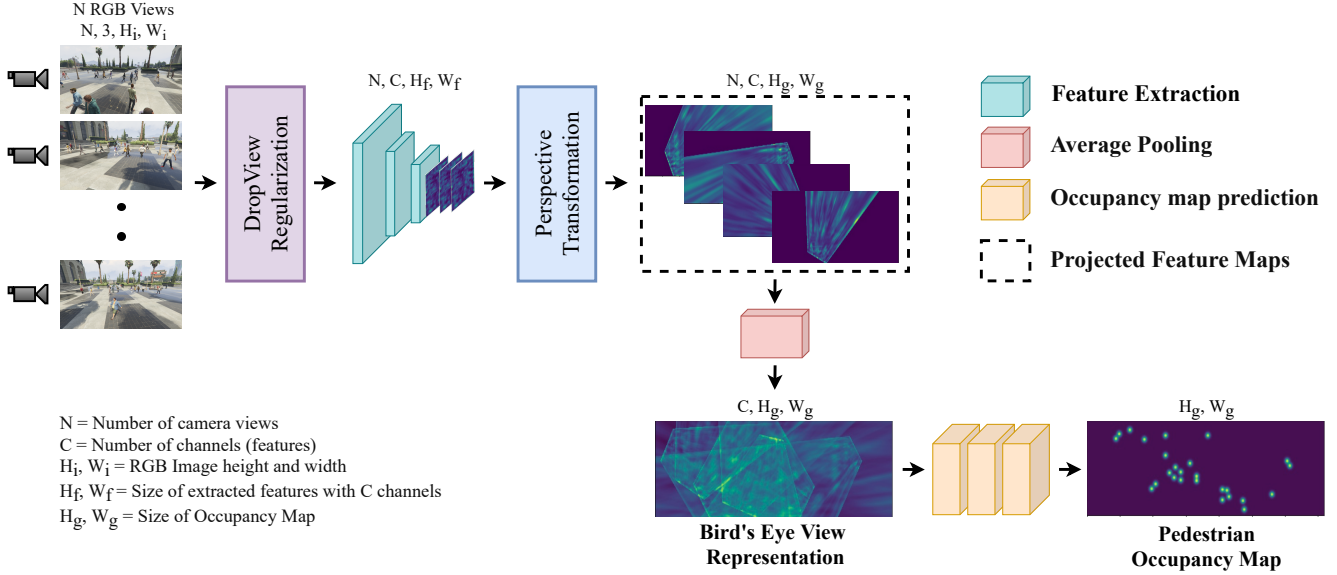 N RGB Views
N, 3, Hi, Wi
DropView
Regularization
N, C, Hf, Wf
Perspective
Transformation
N, C, Hg, Wg
Feature Extraction
Average Pooling
Occupancy map prediction
Projected Feature Maps
N = Number of camera views
C = Number of channels (features)
Hi, Wi = RGB Image height and width
Hf, Wf = Size of extracted features with C channels
Hg, Wg = Size of Occupancy Map
C, Hg, Wg
Bird's Eye View
Representation
Hg, Wg
Pedestrian
Occupancy Map